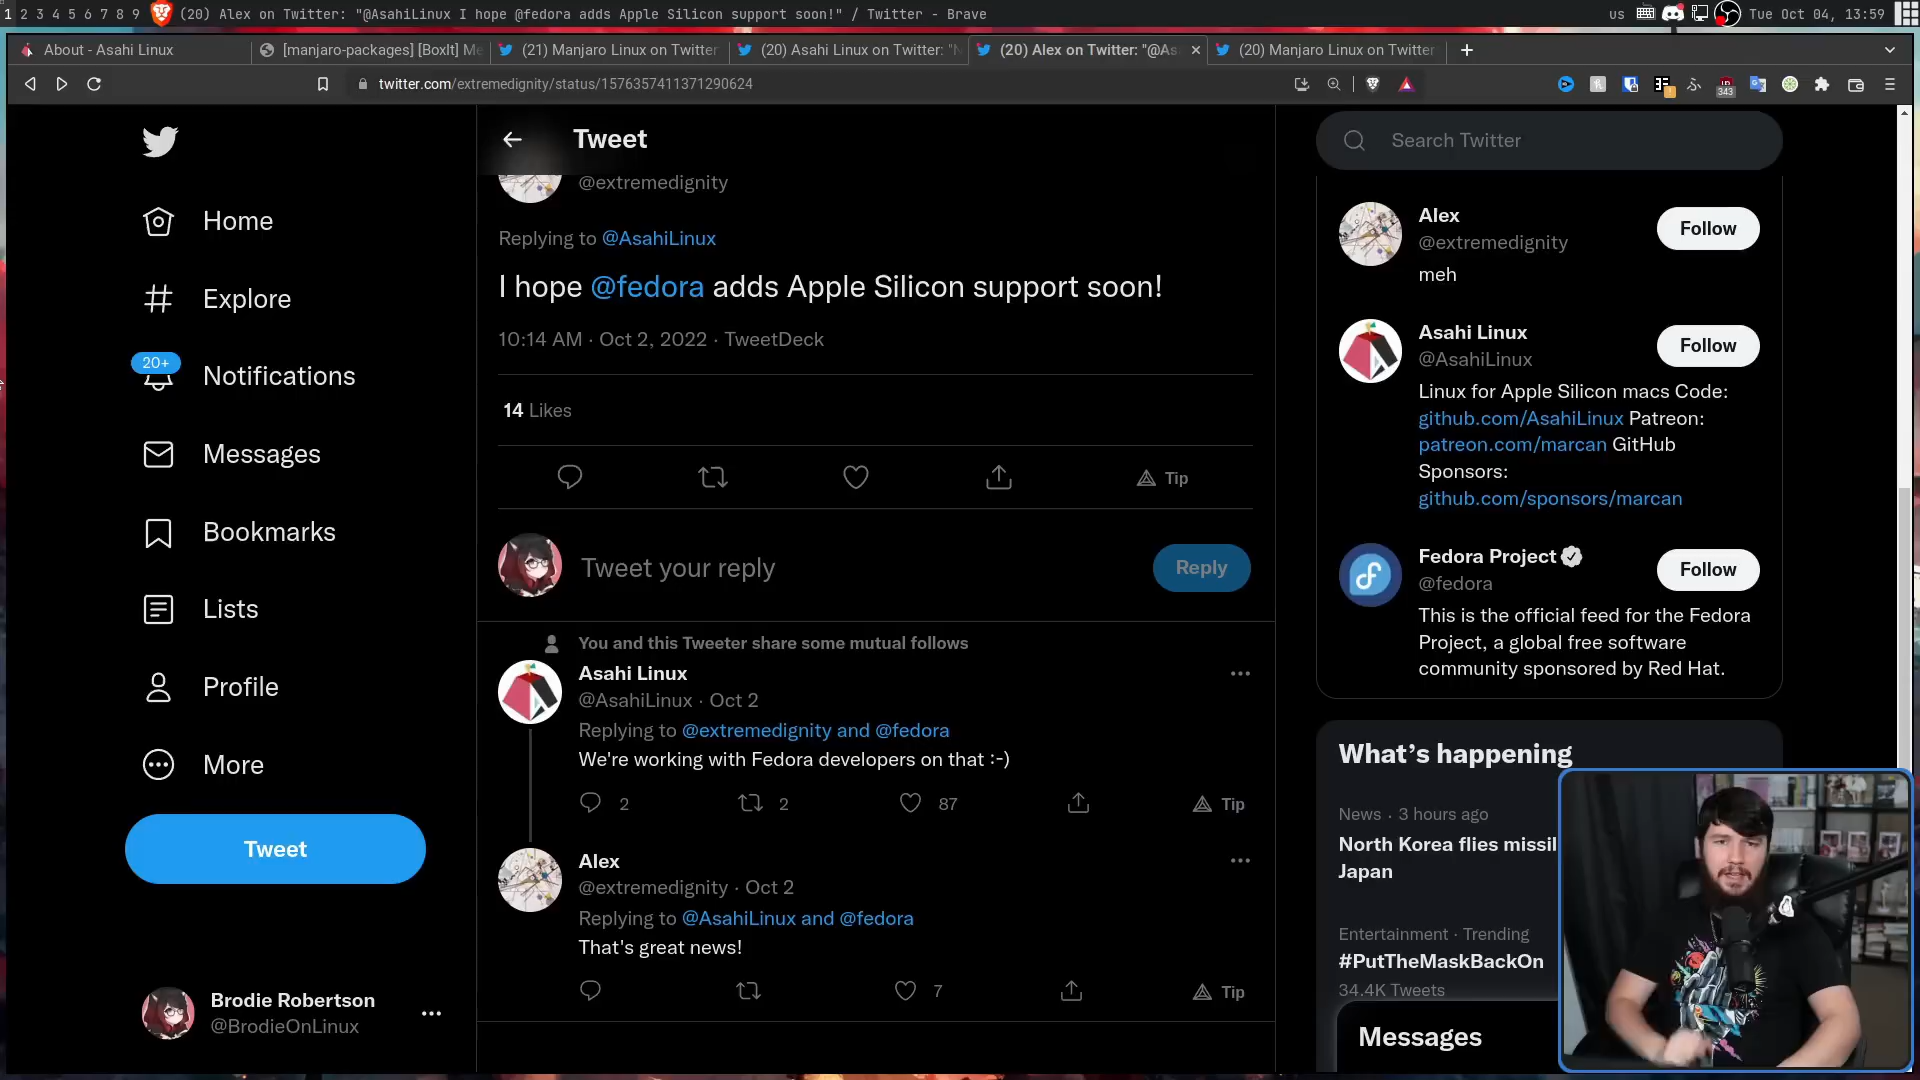 1 2 3 4 5 6 7 8 9 (20) Alex on Twitter: "@AsahiLinux I hope @fedora adds Apple Silicon support soon!" / Twitter - Brave
us Tue Oct 04, 13:59
About - Asahi Linux
[manjaro-packages] [BoxIt] Me
(21) Manjaro Linux on Twitter
(20) Asahi Linux on Twitter: "N
(20) Alex on Twitter: "@As
(20) Manjaro Linux on Twitter
twitter.com/extremedignity/status/1576357411371290624
343
Home
Explore
20+
Notifications
Messages
Bookmarks
Lists
Profile
More
Tweet
Brodie Robertson
@BrodieOnLinux
Tweet
@extremedignity
Replying to @AsahiLinux
I hope @fedora adds Apple Silicon support soon!
10:14 AM · Oct 2, 2022 · TweetDeck
14 Likes
Tip
Tweet your reply
Reply
You and this Tweeter share some mutual follows
Asahi Linux
@AsahiLinux · Oct 2
Replying to @extremedignity and @fedora
We're working with Fedora developers on that :-)
2 2 87 Tip
Alex
@extremedignity · Oct 2
Replying to @AsahiLinux and @fedora
That's great news!
7 Tip
Search Twitter
Alex
@extremedignity
meh
Follow
Asahi Linux
@AsahiLinux
Follow
Linux for Apple Silicon macs Code:
github.com/AsahiLinux Patreon:
patreon.com/marcan GitHub
Sponsors:
github.com/sponsors/marcan
Fedora Project
@fedora
Follow
This is the official feed for the Fedora
Project, a global free software
community sponsored by Red Hat.
What's happening
News · 3 hours ago
North Korea flies missil
Japan
Entertainment · Trending
#PutTheMaskBackOn
34.4K Tweets
Messages